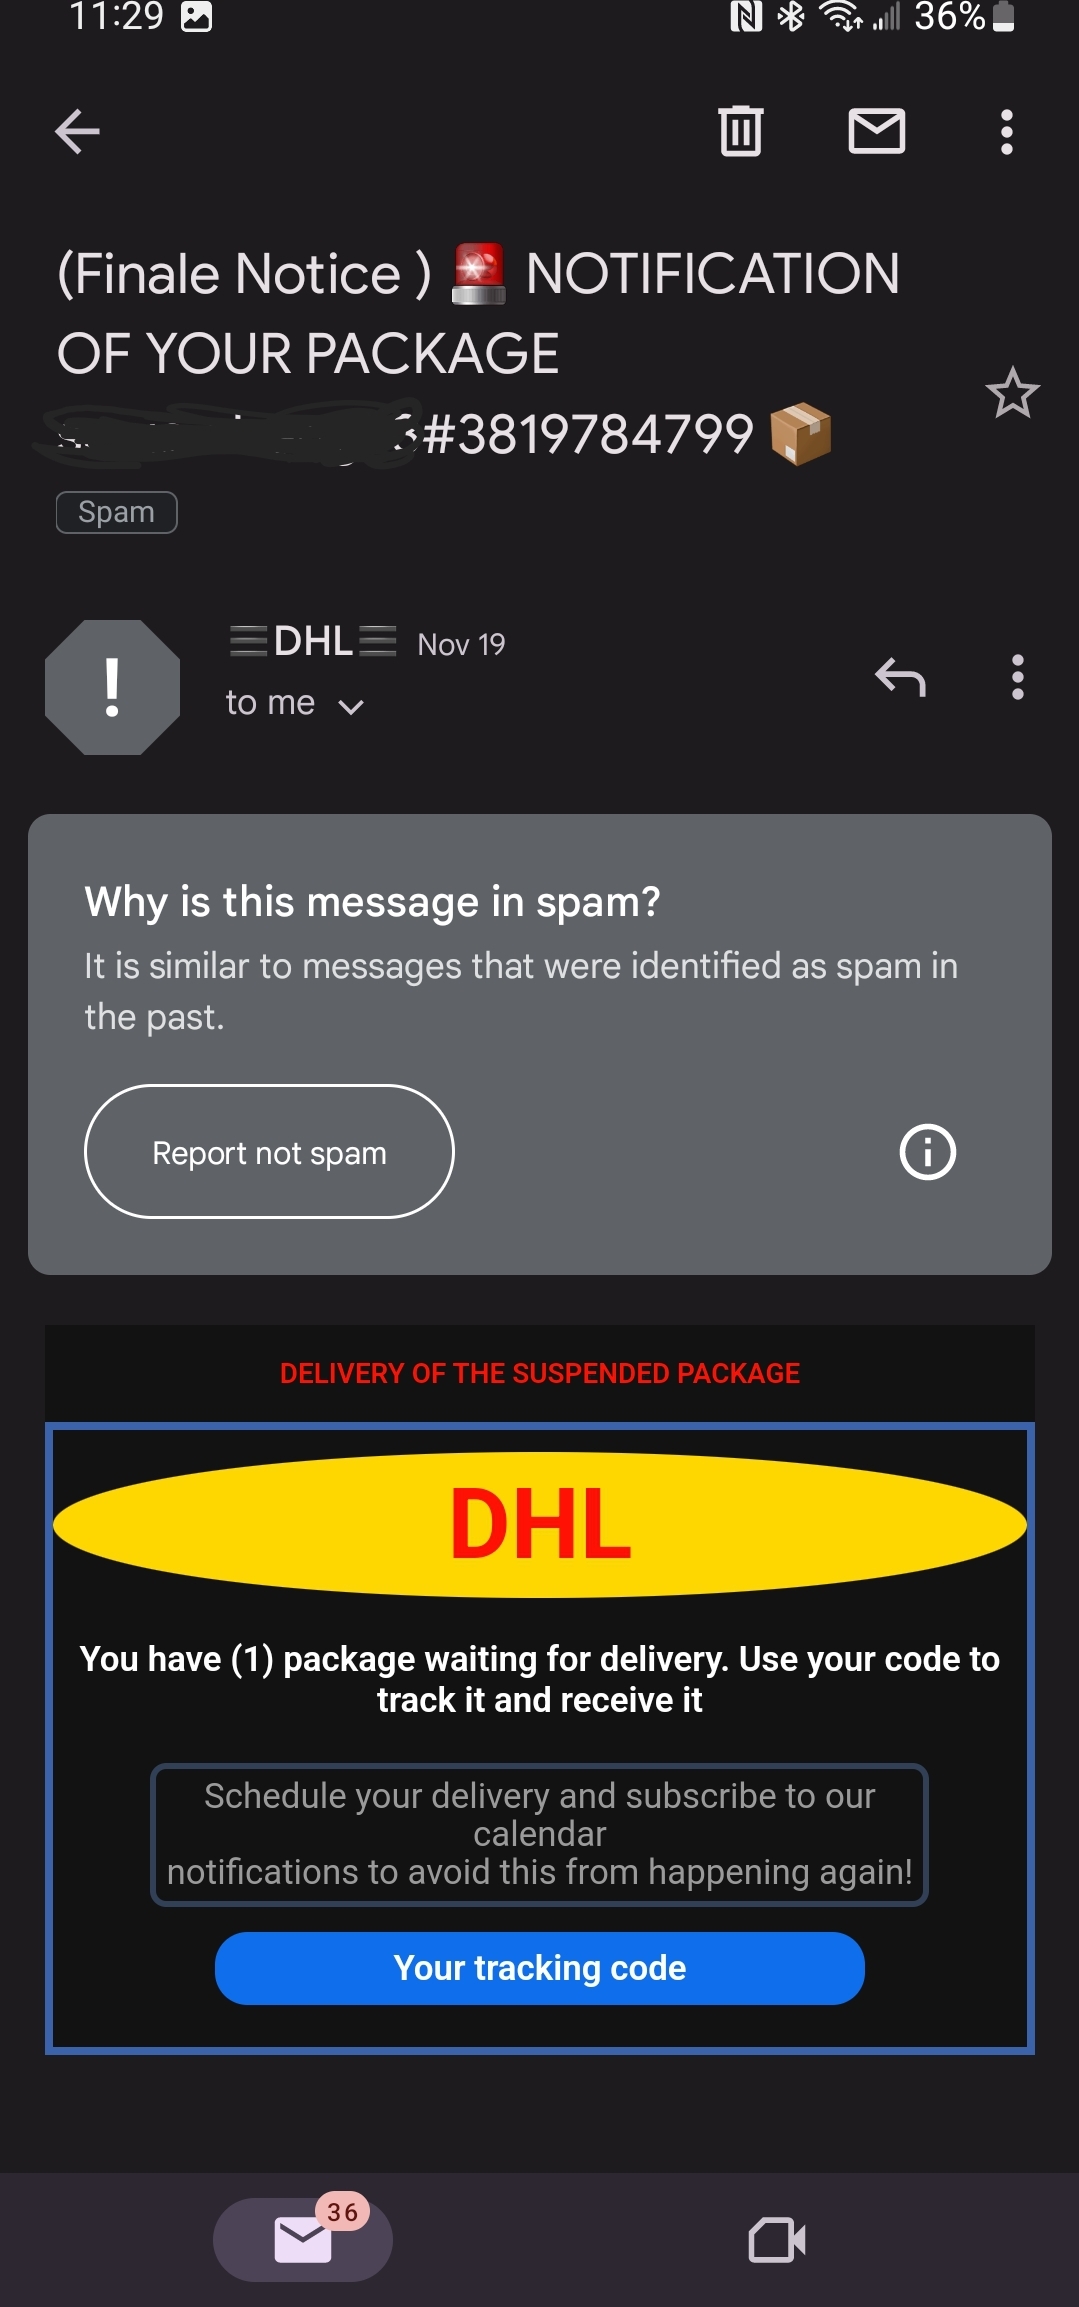 11:29 36%
(Finale Notice ) 🚨 NOTIFICATION
OF YOUR PACKAGE
3#3819784799 📦
Spam
DHL Nov 19
to me
Why is this message in spam?
It is similar to messages that were identified as spam in
the past.
Report not spam
DELIVERY OF THE SUSPENDED PACKAGE
DHL
You have (1) package waiting for delivery. Use your code to
track it and receive it
Schedule your delivery and subscribe to our
calendar
notifications to avoid this from happening again!
Your tracking code
36